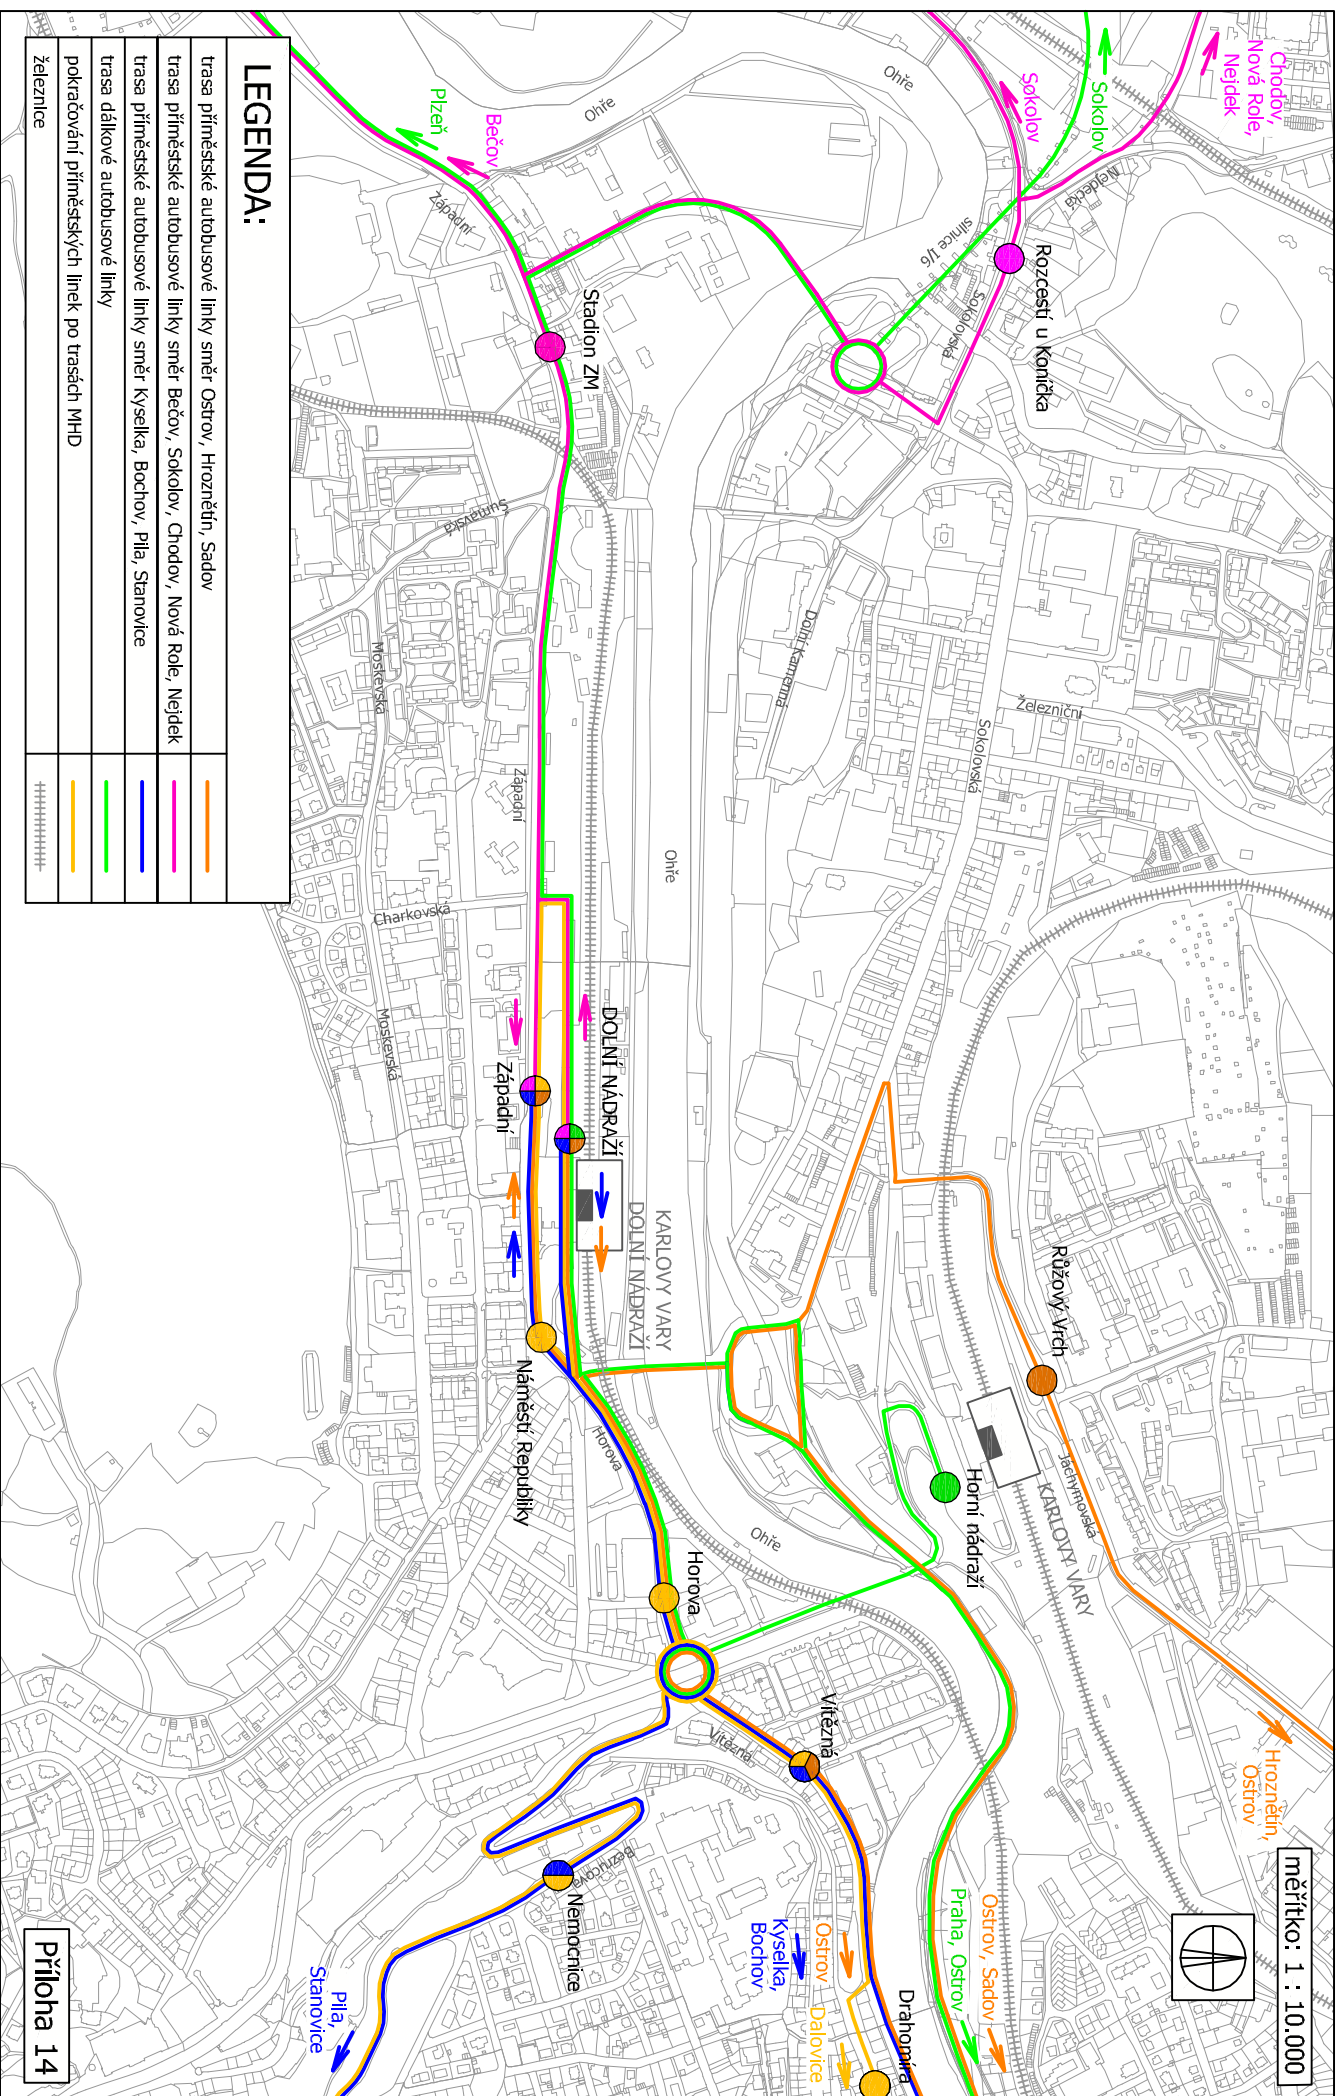 měřítko: 1 : 10.000
Chodov,
Nová Role,
Nejdek
Sokolov
Sokolov
Nejdecká
Rozcestí u Koníčka
silnice I/6
Sokolovská
Ohře
Ohře
Bečov
Plzeň
Západní
Stadion ZM
Šumavská
Moskevská
Dolní Kamenná
Železniční
Sokolovská
Západní
Ohře
Charkovská
Moskevská
DOLNÍ NÁDRAŽÍ
Západní
KARLOVY VARY
DOLNÍ NÁDRAŽÍ
Růžový Vrch
Náměstí Republiky
Horova
Jáchymovská
KARLOVY VARY
Horní nádraží
Ohře
Horova
Hroznětín,
Ostrov
Vítězná
Vítězná
Bezručova
Nemocnice
Ostrov, Sadov
Praha, Ostrov
Ostrov
Kyselka,
Bochov
Dalovice
Drahomíra
Pila,
Stanovice
LEGENDA:
trasa příměstské autobusové linky směr Ostrov, Hroznětín, Sadov
trasa příměstské autobusové linky směr Bečov, Sokolov, Chodov, Nová Role, Nejdek
trasa příměstské autobusové linky směr Kyselka, Bochov, Pila, Stanovice
trasa dálkové autobusové linky
pokračování příměstských linek po trasách MHD
železnice
Příloha 14